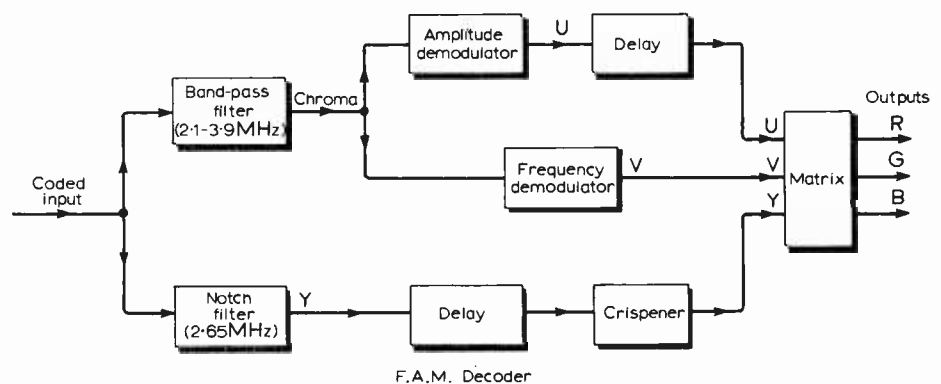 Amplitude
demodulator
U
Delay
Band-pass
filter
(2·1-3·9MHz)
Chroma
Outputs
U
R
Frequency
demodulator
V
V
Matrix
G
Coded
input
Y
B
Notch
filter
(2·65MHz)
Y
Delay
Crispener
F.A.M. Decoder